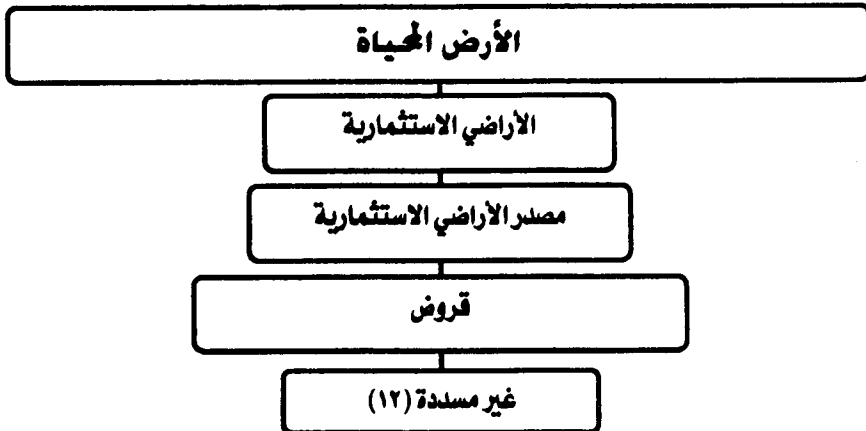 الأرض المحياة
الأراضي الاستثمارية
مصدر الأراضي الاستثمارية
قروض
غير مسددة (١٢)